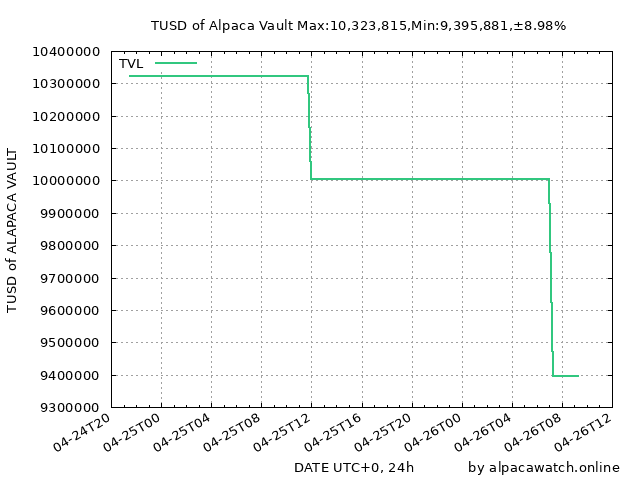 TUSD of Alpaca Vault Max:10,323,815,Min:9,395,881,±8.98%
TVL
10400000
10300000
10200000
10100000
10000000
9900000
9800000
9700000
9600000
9500000
9400000
9300000
TUSD of ALAPACA VAULT
04-24T20
04-25T00
04-25T04
04-25T08
04-25T12
04-25T16
04-25T20
04-26T00
04-26T04
04-26T08
04-26T12
DATE UTC+0, 24h
by alpacawatch.online